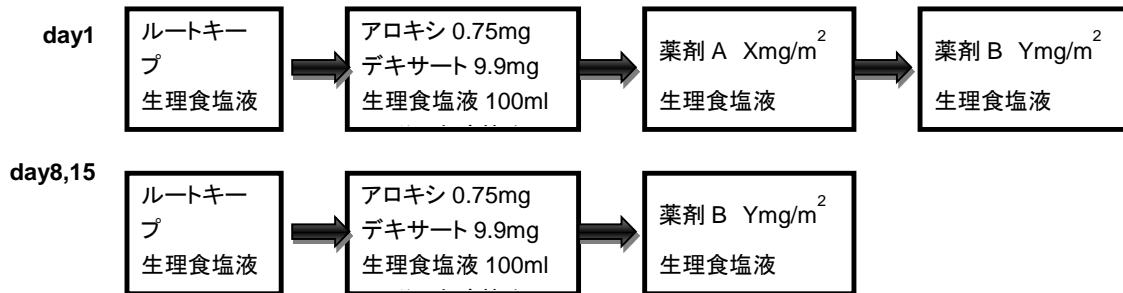 day1
ルートキー
プ
生理食塩液
アロキシ 0.75mg
デキサート 9.9mg
生理食塩液 100ml
薬剤 A Xmg/m²
生理食塩液
薬剤 B Ymg/m²
生理食塩液
day8,15
ルートキー
プ
生理食塩液
アロキシ 0.75mg
デキサート 9.9mg
生理食塩液 100ml
薬剤 B Ymg/m²
生理食塩液